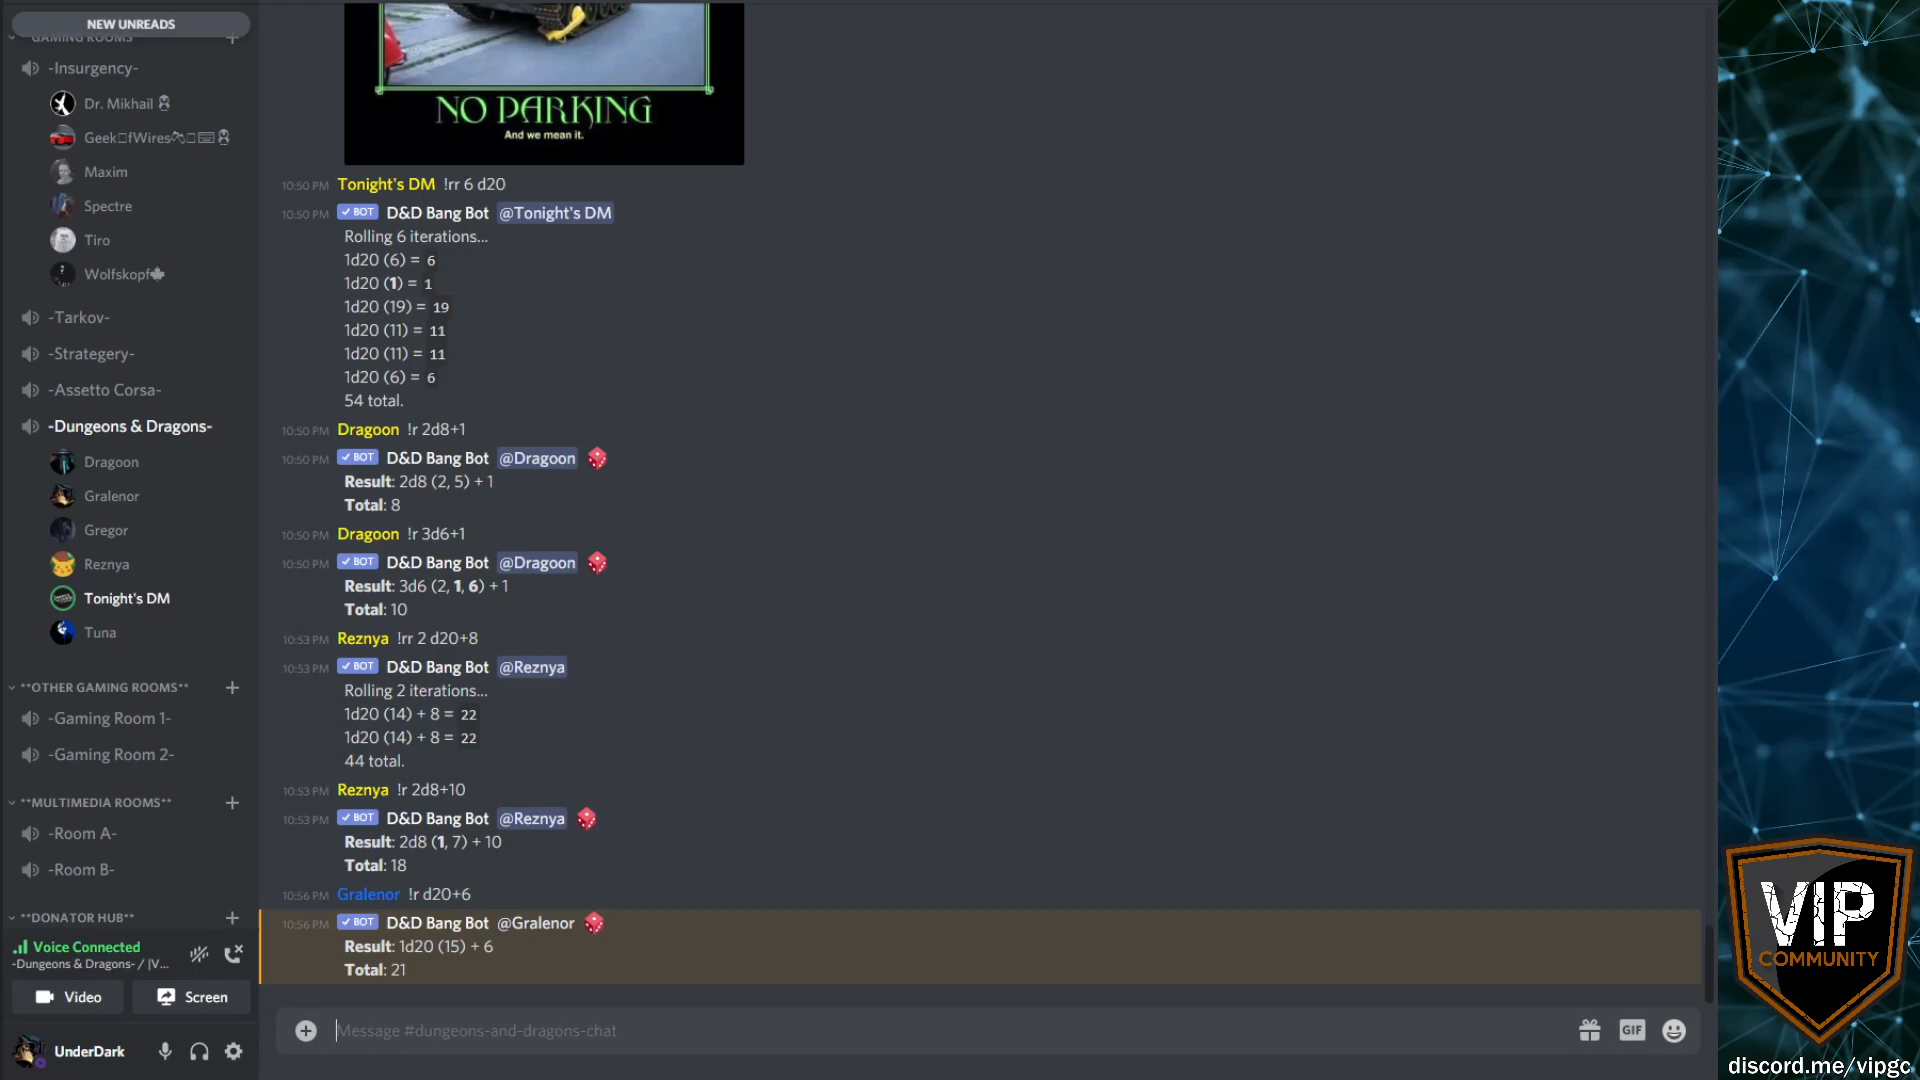 NEW UNREADS
GAMING ROOMS
-Insurgency-
Dr. Mikhail
Maxim
Spectre
Tiro
Wolfskopf
-Tarkov-
-Strategery-
-Assetto Corsa-
-Dungeons & Dragons-
Dragoon
Gralenor
Gregor
Reznya
Tonight's DM
Tuna
**OTHER GAMING ROOMS**
-Gaming Room 1-
-Gaming Room 2-
**MULTIMEDIA ROOMS**
-Room A-
-Room B-
**DONATOR HUB**
Voice Connected
-Dungeons & Dragons- / |V...
Video Screen
UnderDark
NO PARKING
And we mean it.
10:50 PM Tonight's DM !rr 6 d20
10:50 PM BOT D&D Bang Bot @Tonight's DM
Rolling 6 iterations...
1d20 (6) = 6
1d20 (1) = 1
1d20 (19) = 19
1d20 (11) = 11
1d20 (11) = 11
1d20 (6) = 6
54 total.
10:50 PM Dragoon !r 2d8+1
10:50 PM BOT D&D Bang Bot @Dragoon
Result: 2d8 (2, 5) + 1
Total: 8
10:50 PM Dragoon !r 3d6+1
10:50 PM BOT D&D Bang Bot @Dragoon
Result: 3d6 (2, 1, 6) + 1
Total: 10
10:53 PM Reznya !rr 2 d20+8
10:53 PM BOT D&D Bang Bot @Reznya
Rolling 2 iterations...
1d20 (14) + 8 = 22
1d20 (14) + 8 = 22
44 total.
10:53 PM Reznya !r 2d8+10
10:53 PM BOT D&D Bang Bot @Reznya
Result: 2d8 (1, 7) + 10
Total: 18
10:56 PM Gralenor !r d20+6
10:56 PM BOT D&D Bang Bot @Gralenor
Result: 1d20 (15) + 6
Total: 21
Message #dungeons-and-dragons-chat
GIF
VIP
COMMUNITY
discord.me/vipgc